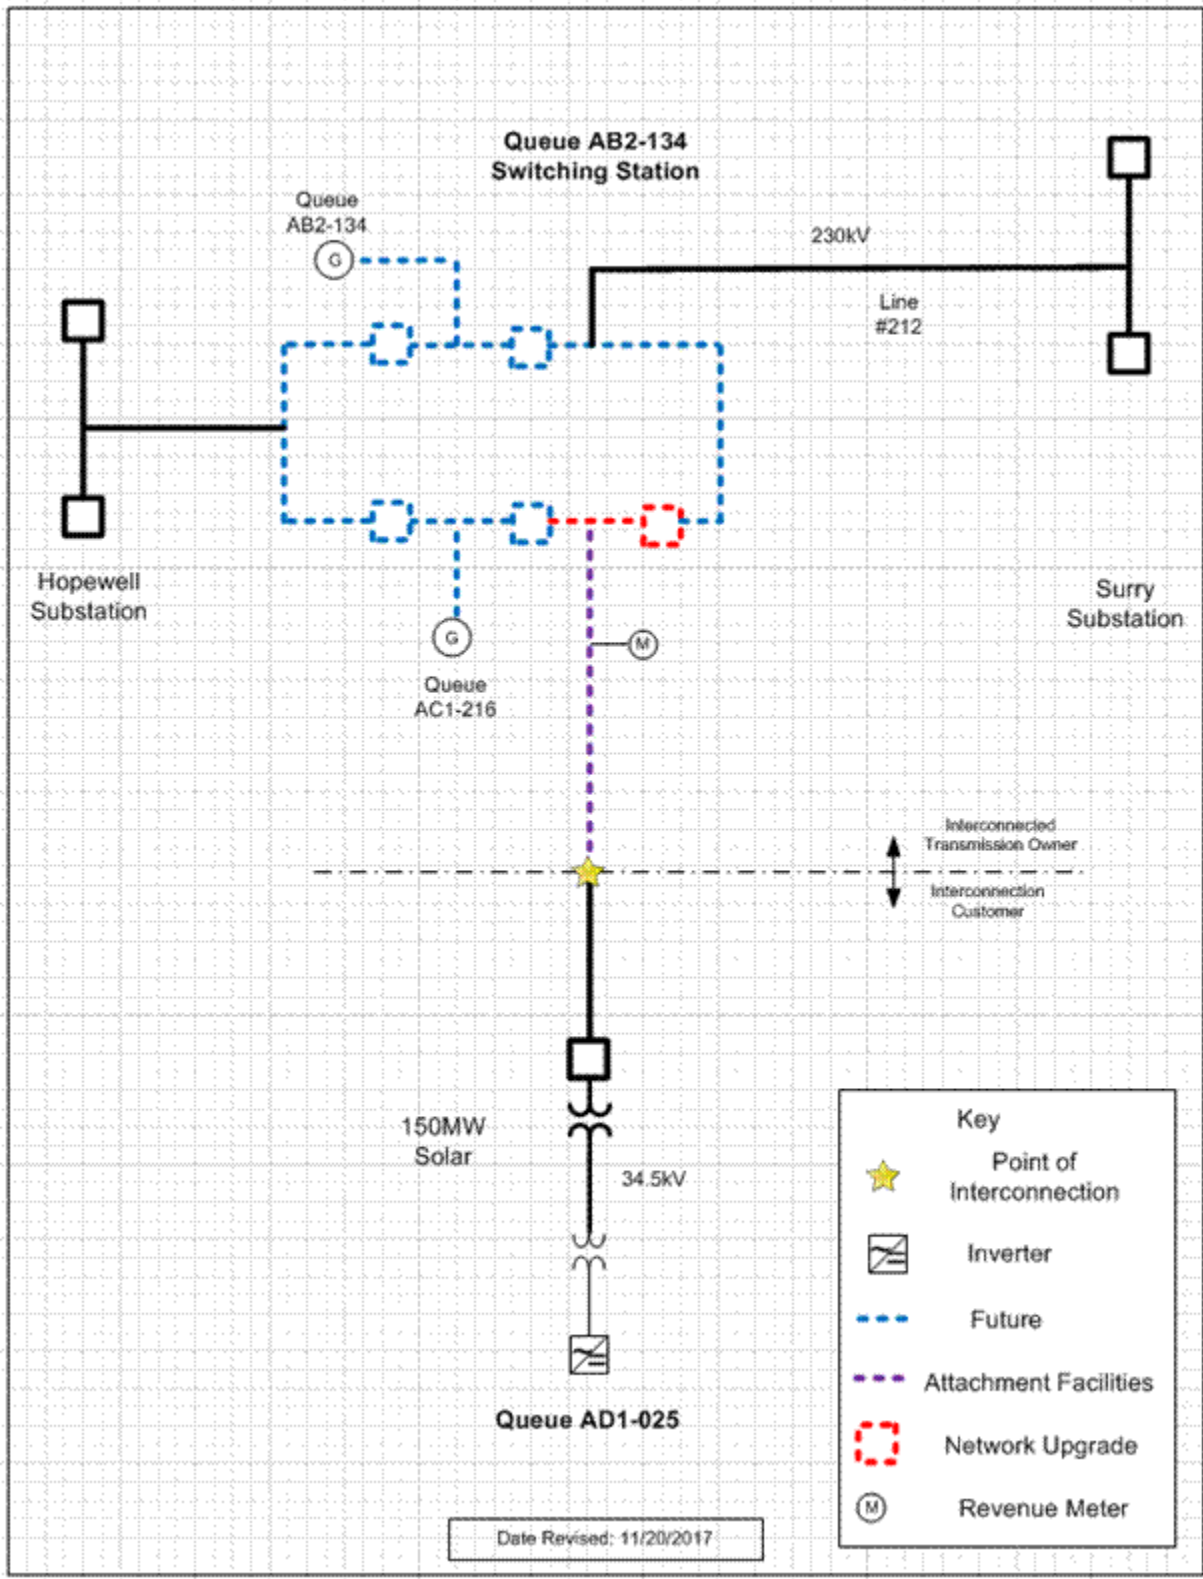 Queue AB2-134
Switching Station
Queue
AB2-134
G
230kV
Line
#212
Hopewell
Substation
Surry
Substation
G
M
Queue
AC1-216
Interconnected
Transmission Owner
Interconnection
Customer
150MW
Solar
34.5kV
Queue AD1-025
Key
Point of
Interconnection
Inverter
Future
Attachment Facilities
Network Upgrade
M
Revenue Meter
Date Revised: 11/20/2017